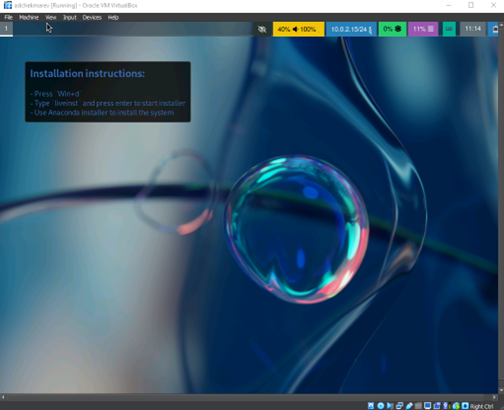 adchekmarev [Running] - Oracle VM VirtualBox
File Machine View Input Devices Help
1 40% 100% 10.0.2.15/24 0% 11% 11:14
Installation instructions:
- Press Win+d
- Type liveinst and press enter to start installer
- Use Anaconda installer to install the system
Right Ctrl